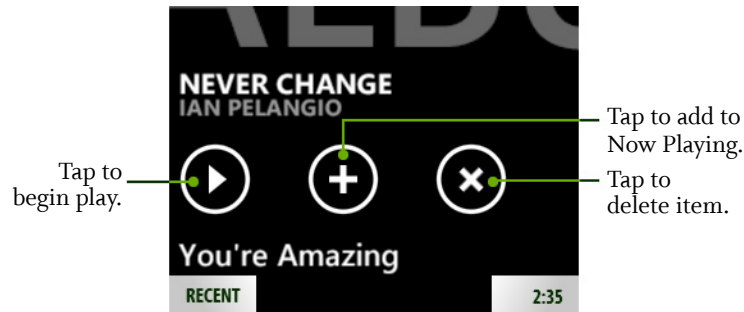 NEVER CHANGE
IAN PELANGIO
Tap to
begin play.
Tap to add to
Now Playing.
Tap to
delete item.
You're Amazing
RECENT
2:35